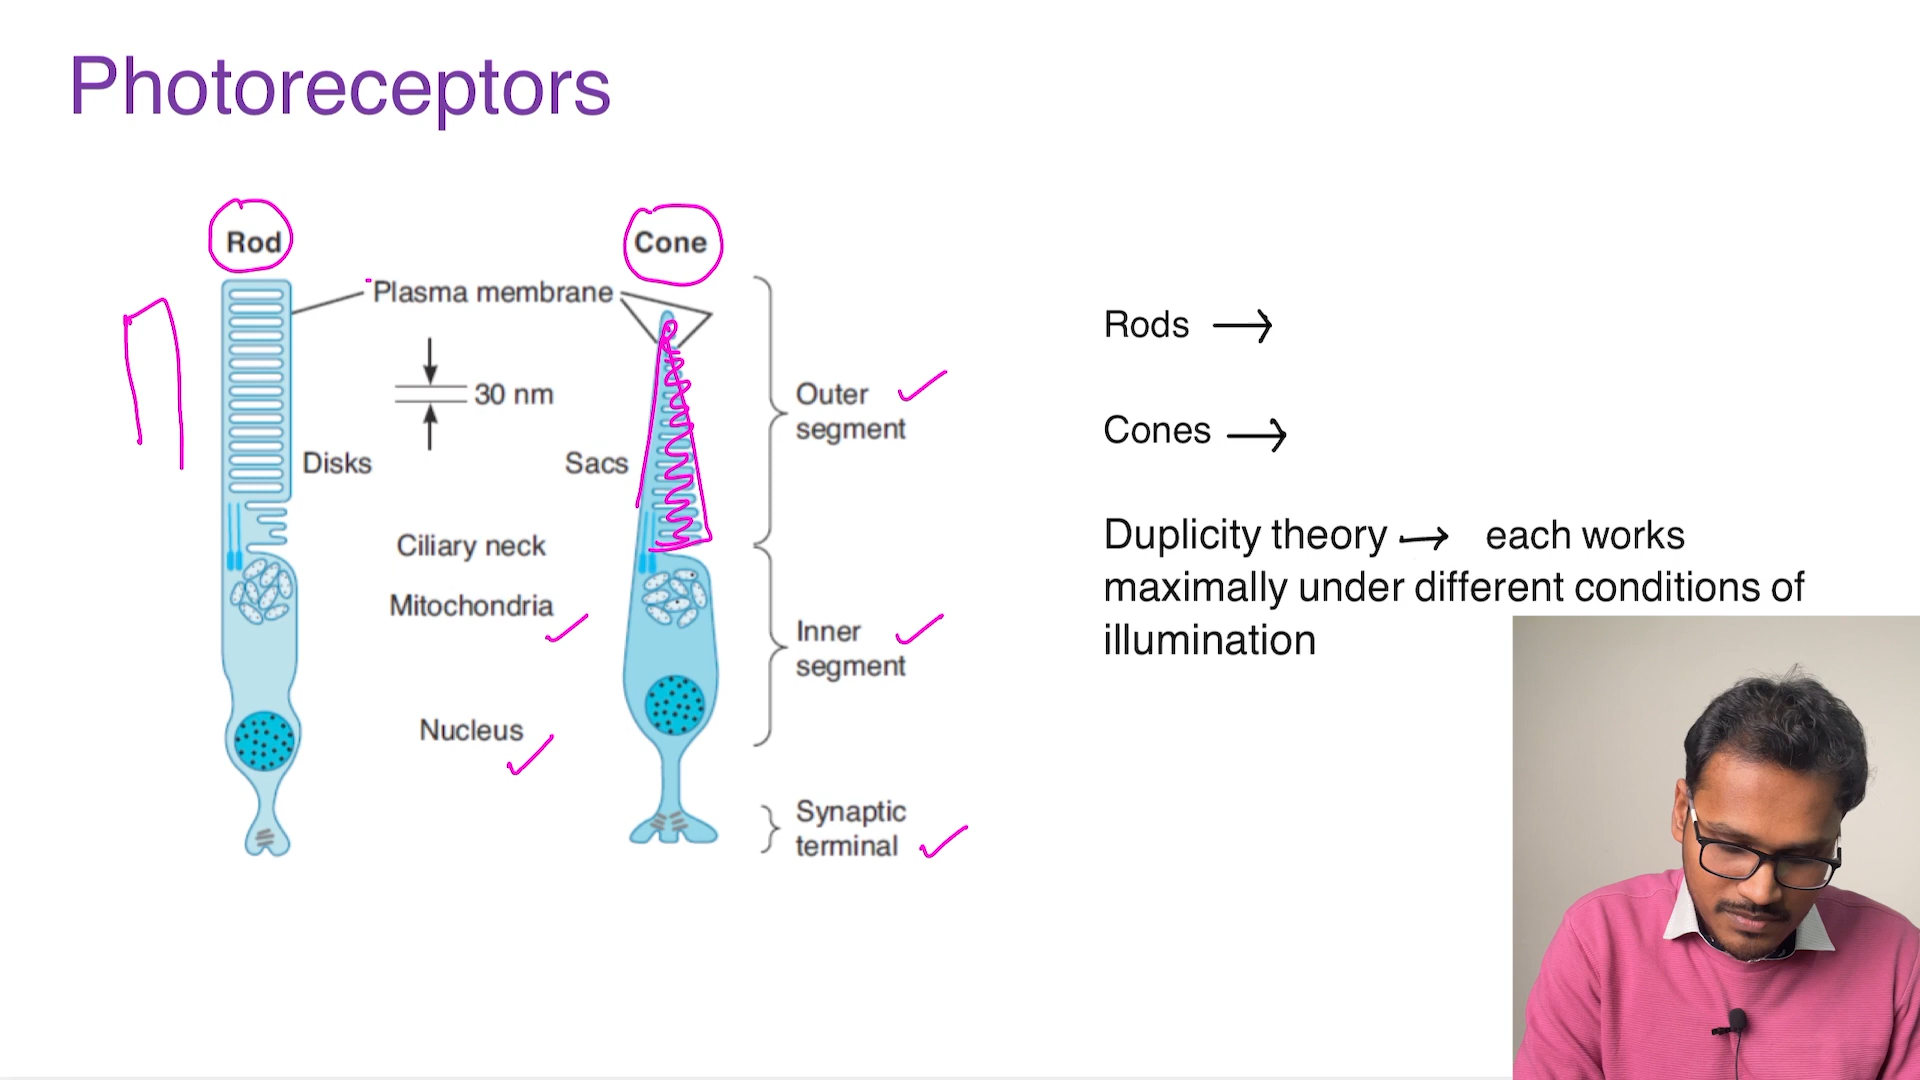 Photoreceptors
Rod
Cone
Plasma membrane
30 nm
Disks
Sacs
Outer
segment
Ciliary neck
Mitochondria
Inner
segment
Nucleus
Synaptic
terminal
Rods →
Cones →
Duplicity theory → each works
maximally under different conditions of
illumination